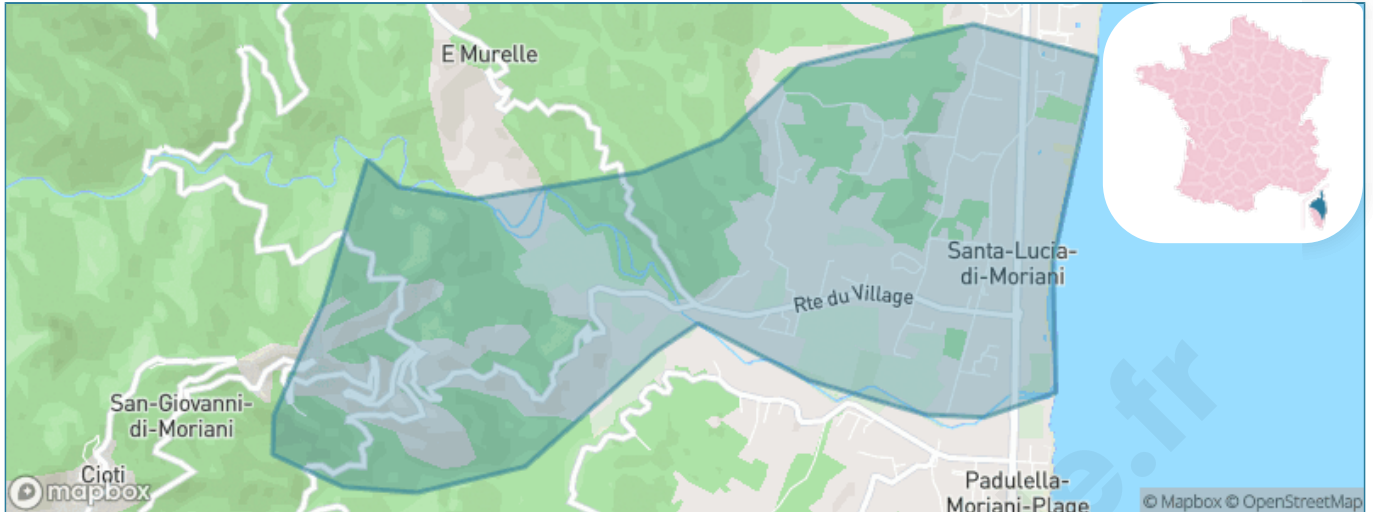 E Murelle
Santa-Lucia-
di-Moriani
Rte du Village
San-Giovanni-
di-Moriani
Cioti
Padulella-
Moriani-Plage
mapbox
© Mapbox © OpenStreetMap
e.fr